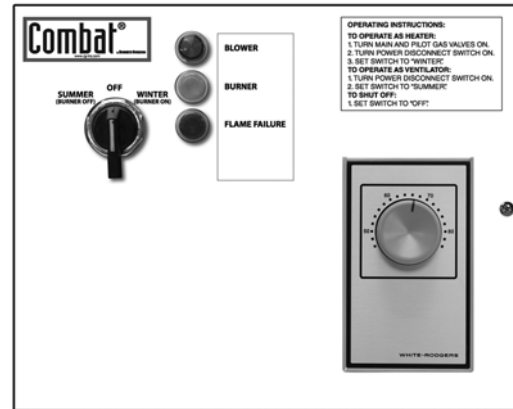 Combat®
OFF
SUMMER
(BURNER OFF)
WINTER
(BURNER ON)
BLOWER
BURNER
FLAME FAILURE
OPERATING INSTRUCTIONS:
TO OPERATE AS HEATER:
1. TURN MAIN AND PILOT GAS VALVES ON.
2. TURN POWER DISCONNECT SWITCH ON.
3. SET SWITCH TO "WINTER".
TO OPERATE AS VENTILATOR:
1. TURN POWER DISCONNECT SWITCH ON.
2. SET SWITCH TO "SUMMER".
TO SHUT OFF:
1. SET SWITCH TO "OFF".
60
70
50
80
WHITE-RODGERS